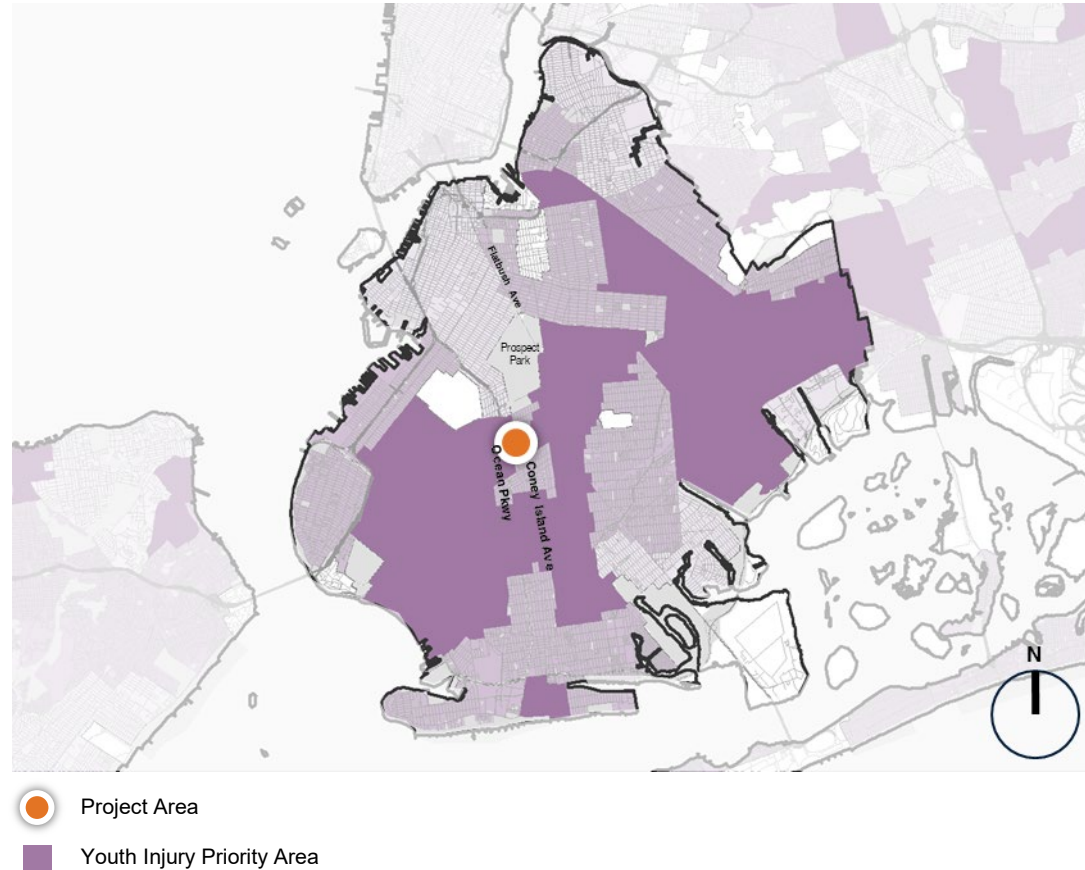 Flatbush Ave
Prospect
Park
Ocean Pkwy
Coney Island Ave
N
Project Area
Youth Injury Priority Area